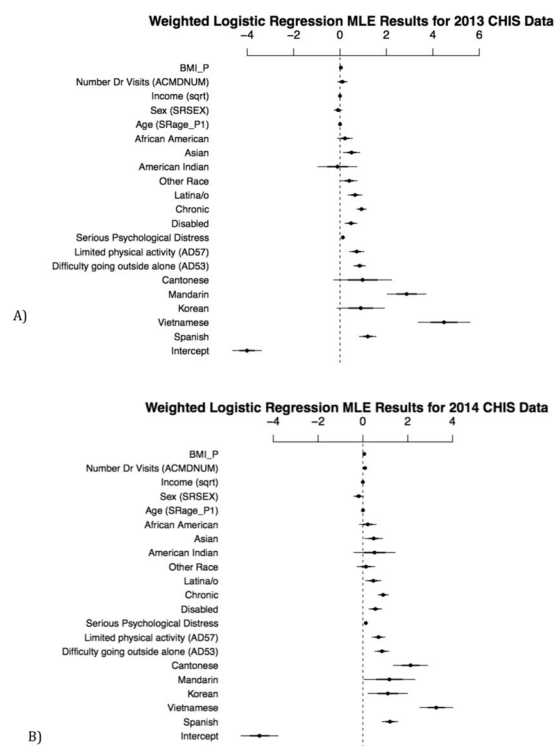 Weighted Logistic Regression MLE Results for 2013 CHIS Data
−4 −2 0 2 4 6
BMI_P
Number Dr Visits (ACMDNUM)
Income (sqrt)
Sex (SRSEX)
Age (SRage_P1)
African American
Asian
American Indian
Other Race
Latina/o
Chronic
Disabled
Serious Psychological Distress
Limited physical activity (AD57)
Difficulty going outside alone (AD53)
Cantonese
Mandarin
Korean
A)
Vietnamese
Spanish
Intercept
Weighted Logistic Regression MLE Results for 2014 CHIS Data
−4 −2 0 2 4
BMI_P
Number Dr Visits (ACMDNUM)
Income (sqrt)
Sex (SRSEX)
Age (SRage_P1)
African American
Asian
American Indian
Other Race
Latina/o
Chronic
Disabled
Serious Psychological Distress
Limited physical activity (AD57)
Difficulty going outside alone (AD53)
Cantonese
Mandarin
Korean
Vietnamese
Spanish
B)
Intercept